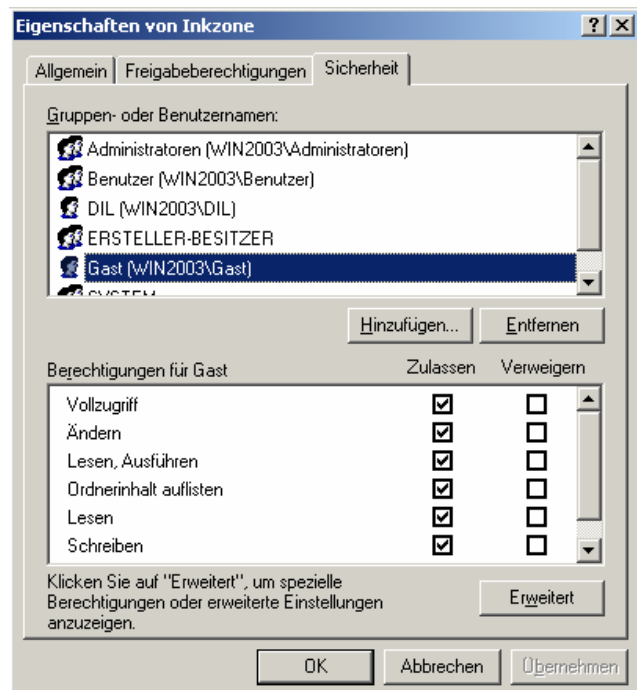 Eigenschaften von Inkzone
Allgemein Freigabeberechtigungen Sicherheit
Gruppen- oder Benutzernamen:
Administratoren (WIN2003\Administratoren)
Benutzer (WIN2003\Benutzer)
DIL (WIN2003\DIL)
ERSTELLER-BESITZER
Gast (WIN2003\Gast)
SYSTEM
Hinzufügen... Entfernen
Berechtigungen für Gast Zulassen Verweigern
Vollzugriff
Ändern
Lesen, Ausführen
Ordnerinhalt auflisten
Lesen
Schreiben
Klicken Sie auf "Erweitert", um spezielle
Berechtigungen oder erweiterte Einstellungen
anzuzeigen.
Erweitert
OK Abbrechen Übernehmen